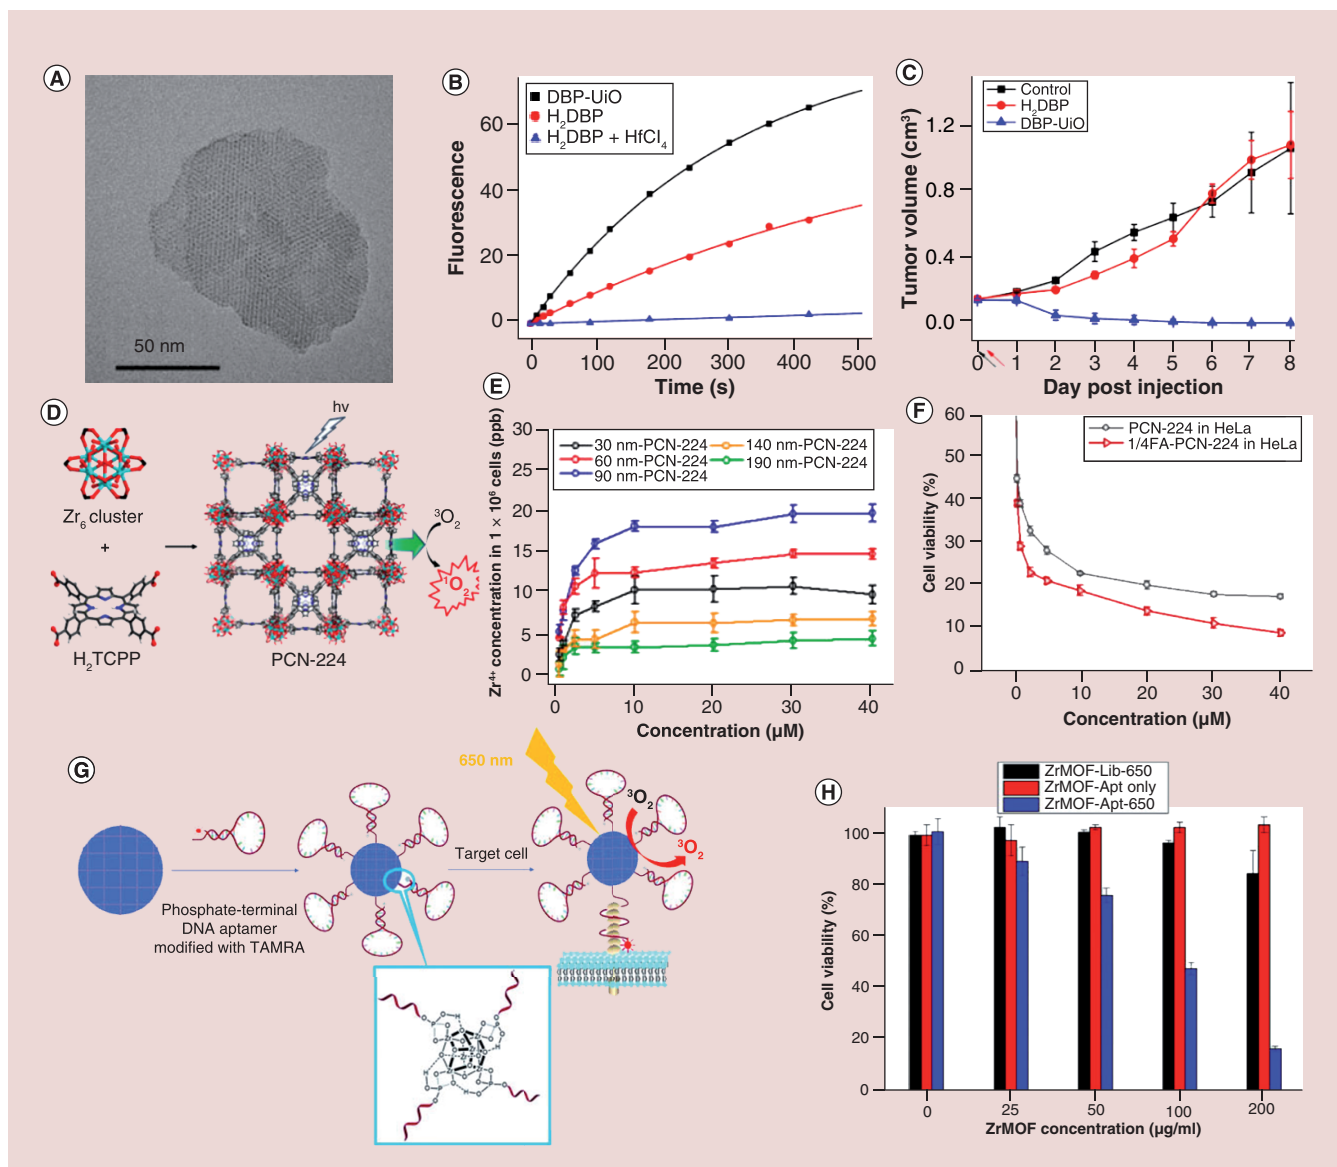 A
50 nm
B
DBP-UiO
H2DBP
H2DBP + HfCl4
Fluorescence
60
40
20
0
0 100 200 300 400 500
Time (s)
C
Control
H2DBP
DBP-UiO
Tumor volume (cm³)
1.2
0.8
0.4
0.0
0 1 2 3 4 5 6 7 8
Day post injection
D
hv
Zr6 cluster
+
H2TCPP
PCN-224
³O2
¹O2
E
30 nm-PCN-224
60 nm-PCN-224
90 nm-PCN-224
140 nm-PCN-224
190 nm-PCN-224
Zr⁴⁺ concentration in 1 × 10⁶ cells (ppb)
30
25
20
15
10
5
0
0 10 20 30 40
Concentration (µM)
F
PCN-224 in HeLa
1/4FA-PCN-224 in HeLa
Cell viability (%)
60
50
40
30
20
10
0
0 10 20 30 40
Concentration (µM)
G
650 nm
³O2
³O2
Target cell
Phosphate-terminal
DNA aptamer
modified with TAMRA
H
ZrMOF-Lib-650
ZrMOF-Apt only
ZrMOF-Apt-650
Cell viability (%)
100
80
60
40
20
0
0 25 50 100 200
ZrMOF concentration (µg/ml)